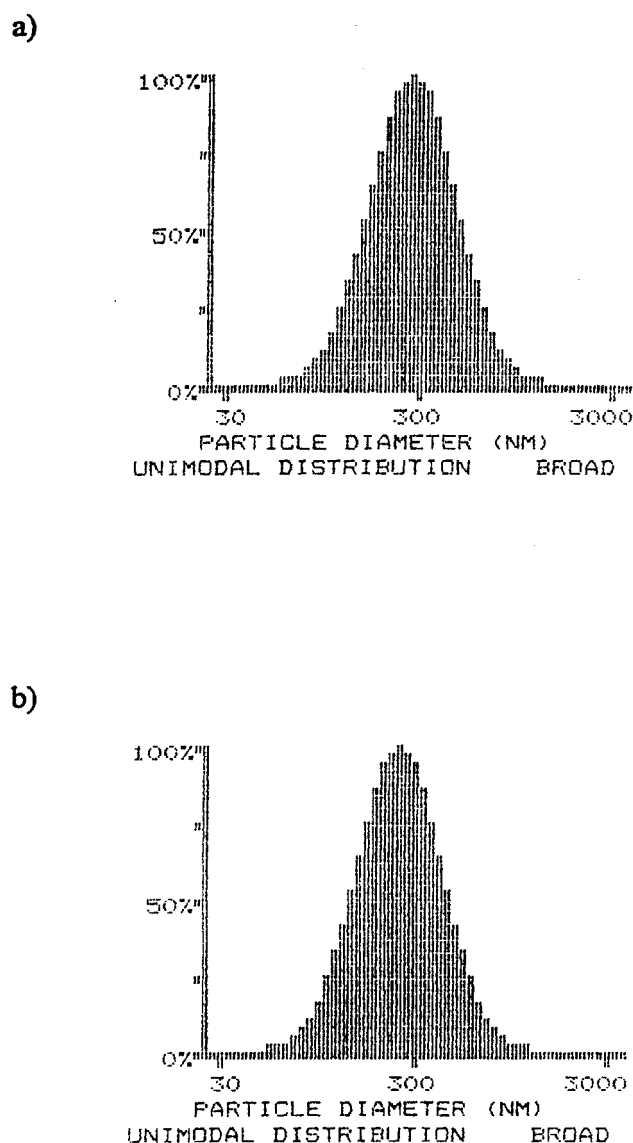 a)
100%
50%
0%
30 300 3000
PARTICLE DIAMETER (NM)
UNIMODAL DISTRIBUTION BROAD
b)
100%
50%
0%
30 300 3000
PARTICLE DIAMETER (NM)
UNIMODAL DISTRIBUTION BROAD